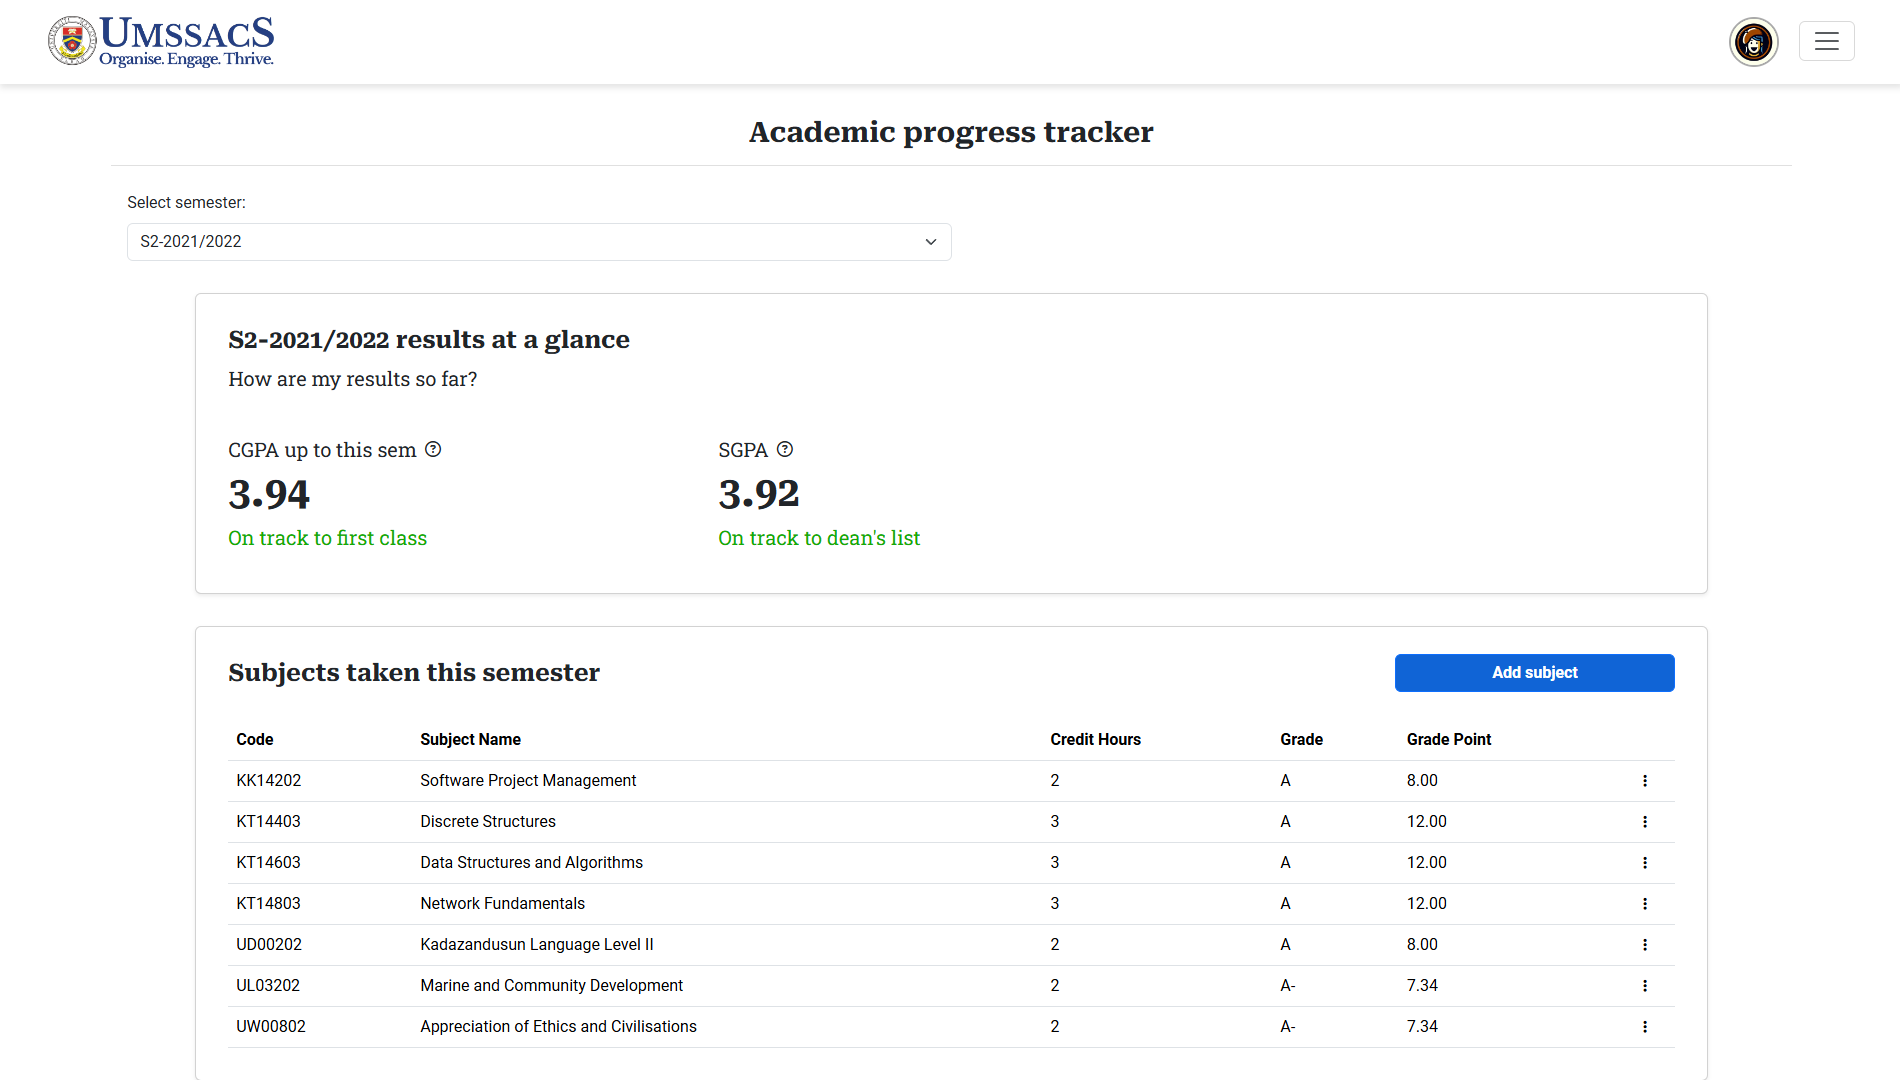 UMSSACS
Organise. Engage. Thrive.
Academic progress tracker
Select semester:
S2-2021/2022
S2-2021/2022 results at a glance
How are my results so far?
CGPA up to this sem
SGPA
3.94
3.92
On track to first class
On track to dean's list
Subjects taken this semester
Add subject
Code Subject Name Credit Hours Grade Grade Point
KK14202 Software Project Management 2 A 8.00
KT14403 Discrete Structures 3 A 12.00
KT14603 Data Structures and Algorithms 3 A 12.00
KT14803 Network Fundamentals 3 A 12.00
UD00202 Kadazandusun Language Level II 2 A 8.00
UL03202 Marine and Community Development 2 A- 7.34
UW00802 Appreciation of Ethics and Civilisations 2 A- 7.34